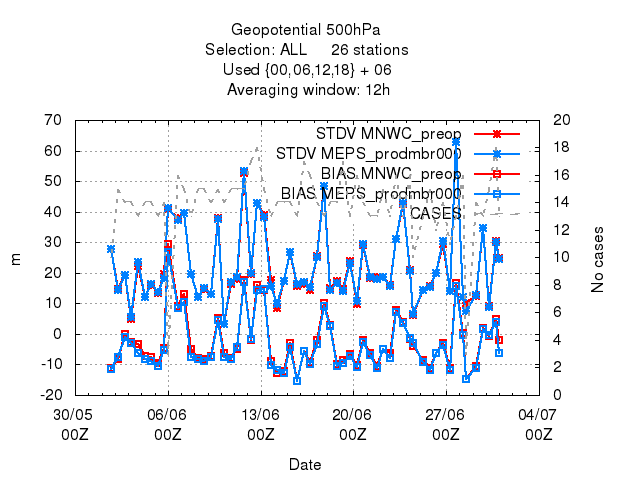 Geopotential 500hPa
Selection: ALL 26 stations
Used {00,06,12,18} + 06
Averaging window: 12h
STDV MNWC_preop
STDV MEPS_prodmbr000
BIAS MNWC_preop
BIAS MEPS_prodmbr000
CASES
70
60
50
40
30
20
10
0
-10
-20
m
20
18
16
14
12
10
8
6
4
2
0
No cases
30/05 06/06 13/06 20/06 27/06 04/07
00Z 00Z 00Z 00Z 00Z 00Z
Date